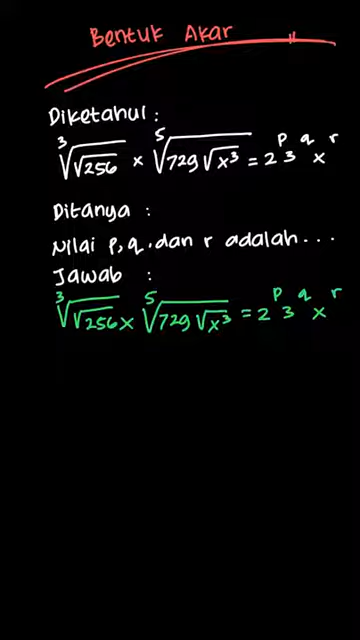 Bentuk Akar
Diketahui :
∛√256 × ⁵√(729√x³) = 2^p 3^q x^r
Ditanya :
Nilai p, q, dan r adalah...
Jawab :
∛√256 × ⁵√(729√x³) = 2^p 3^q x^r